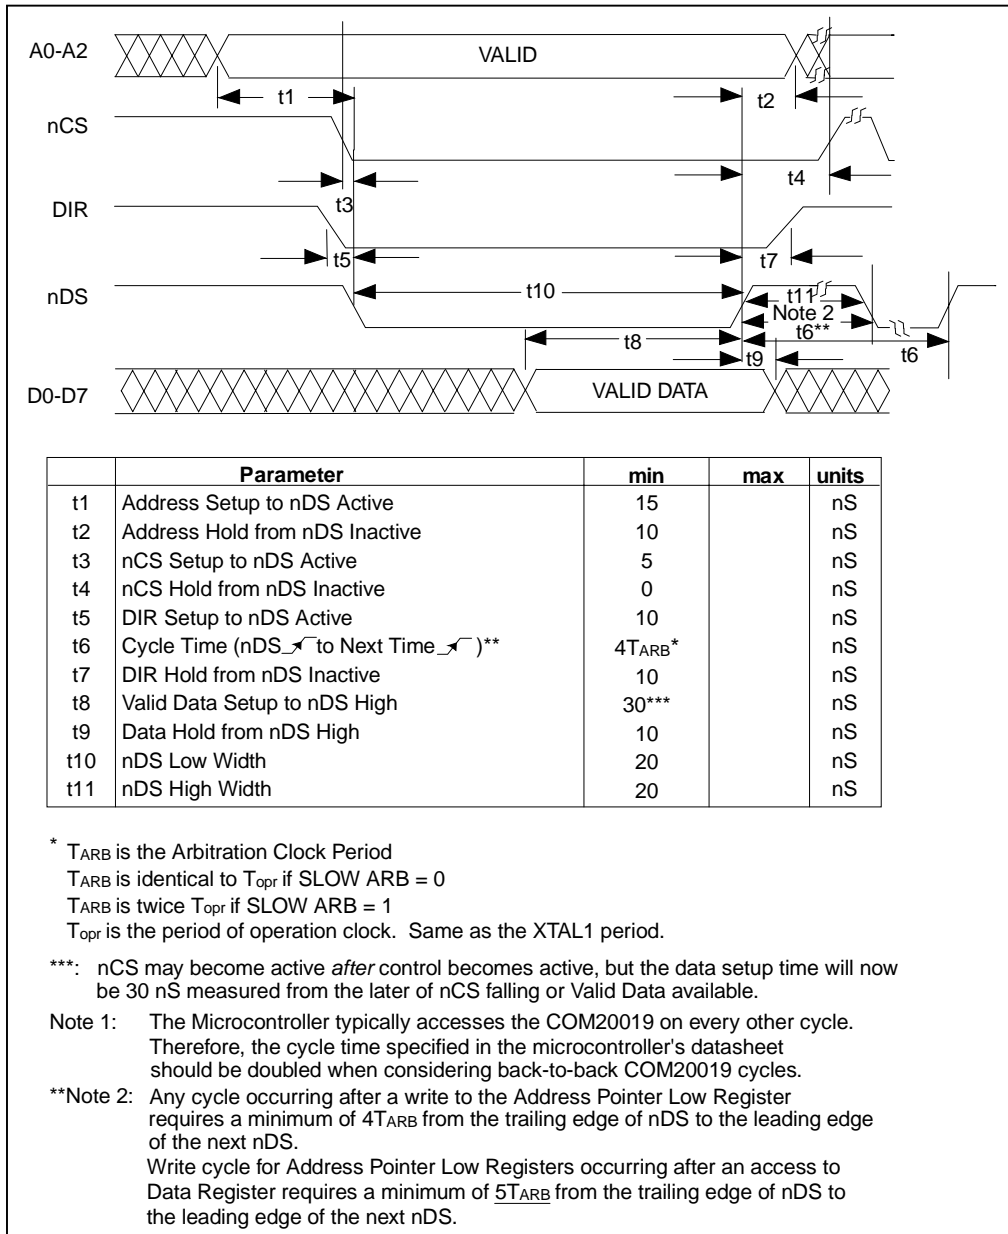 A0-A2
VALID
t1
t2
nCS
t3
t4
DIR
t5
t7
nDS
t10
t11
Note 2
t6**
t8
t9
t6
D0-D7
VALID DATA
Parameter min max units
t1 Address Setup to nDS Active 15 nS
t2 Address Hold from nDS Inactive 10 nS
t3 nCS Setup to nDS Active 5 nS
t4 nCS Hold from nDS Inactive 0 nS
t5 DIR Setup to nDS Active 10 nS
t6 Cycle Time (nDS to Next Time )** 4TARB* nS
t7 DIR Hold from nDS Inactive 10 nS
t8 Valid Data Setup to nDS High 30*** nS
t9 Data Hold from nDS High 10 nS
t10 nDS Low Width 20 nS
t11 nDS High Width 20 nS
* TARB is the Arbitration Clock Period
TARB is identical to Topr if SLOW ARB = 0
TARB is twice Topr if SLOW ARB = 1
Topr is the period of operation clock. Same as the XTAL1 period.
***: nCS may become active after control becomes active, but the data setup time will now
be 30 nS measured from the later of nCS falling or Valid Data available.
Note 1: The Microcontroller typically accesses the COM20019 on every other cycle.
Therefore, the cycle time specified in the microcontroller's datasheet
should be doubled when considering back-to-back COM20019 cycles.
**Note 2: Any cycle occurring after a write to the Address Pointer Low Register
requires a minimum of 4TARB from the trailing edge of nDS to the leading edge
of the next nDS.
Write cycle for Address Pointer Low Registers occurring after an access to
Data Register requires a minimum of 5TARB from the trailing edge of nDS to
the leading edge of the next nDS.